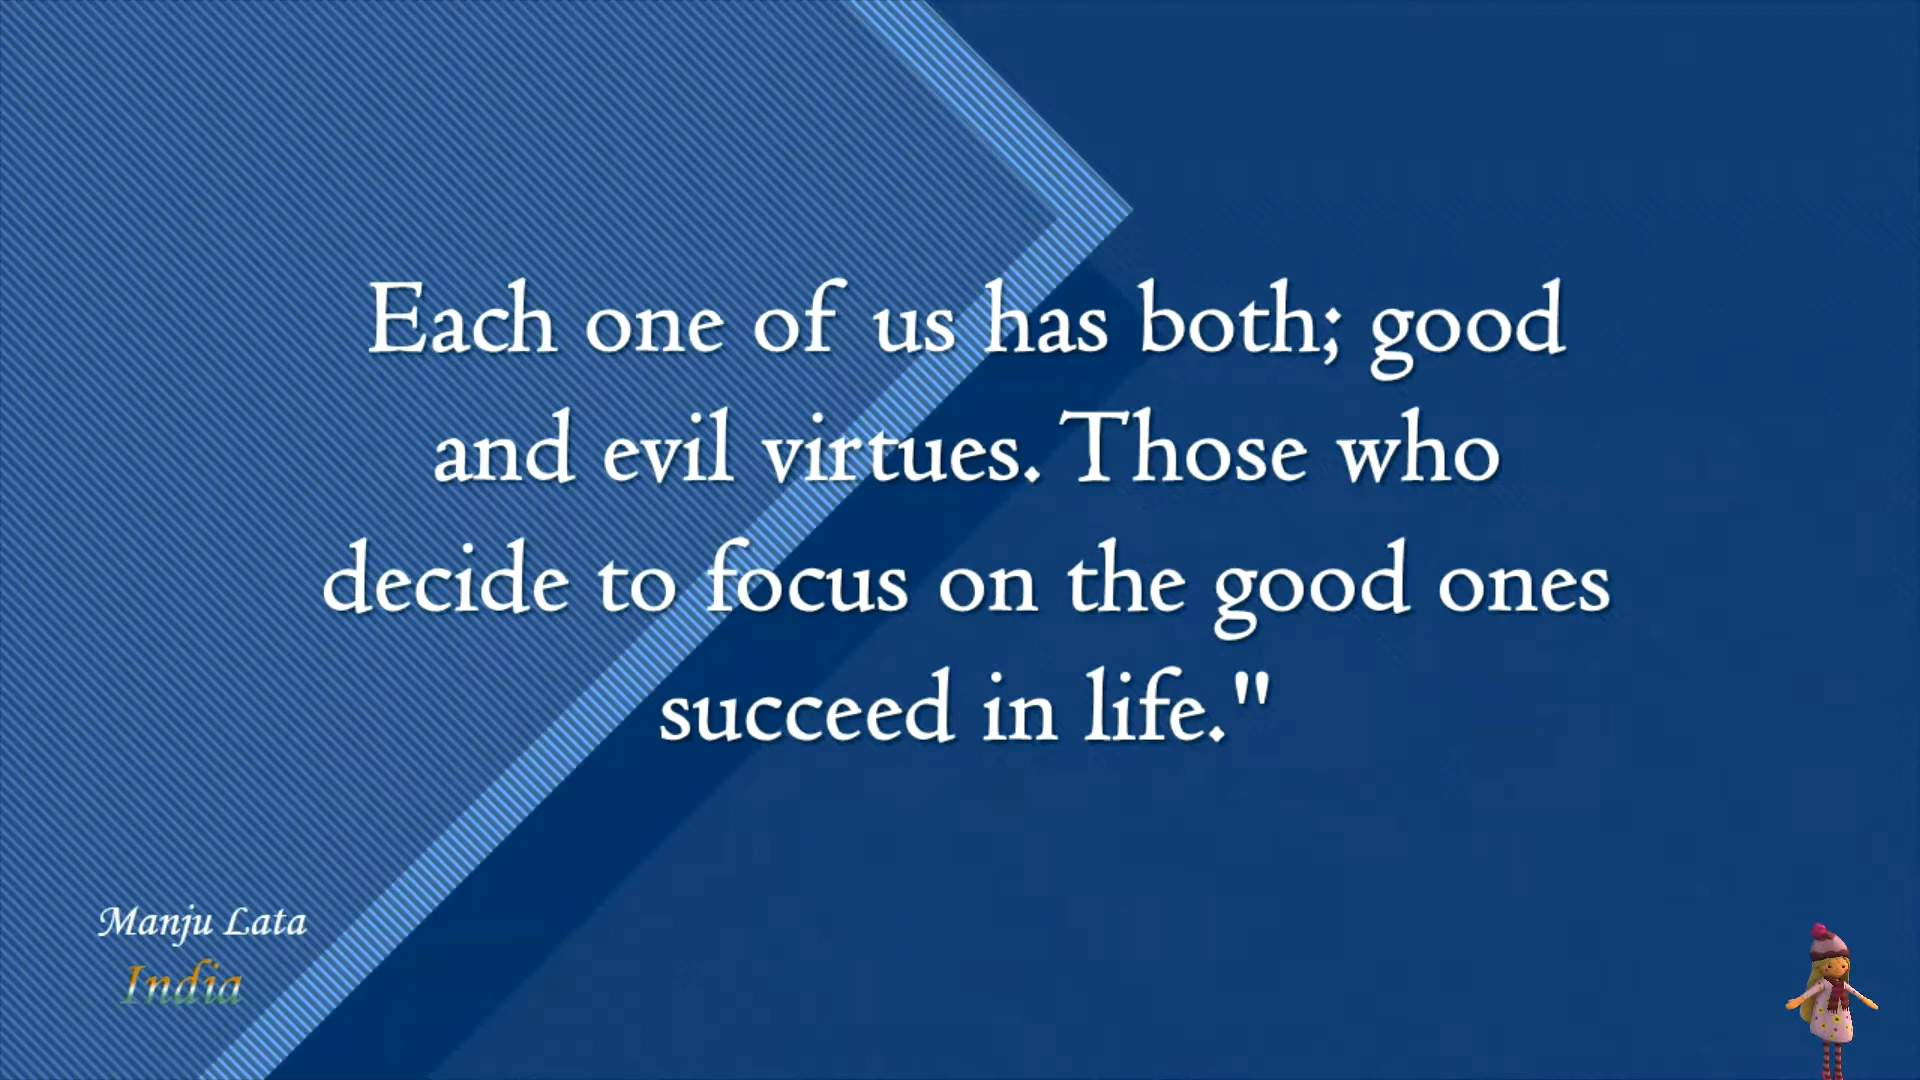 Each one of us has both; good
and evil virtues. Those who
decide to focus on the good ones
succeed in life."
Manju Lata
India